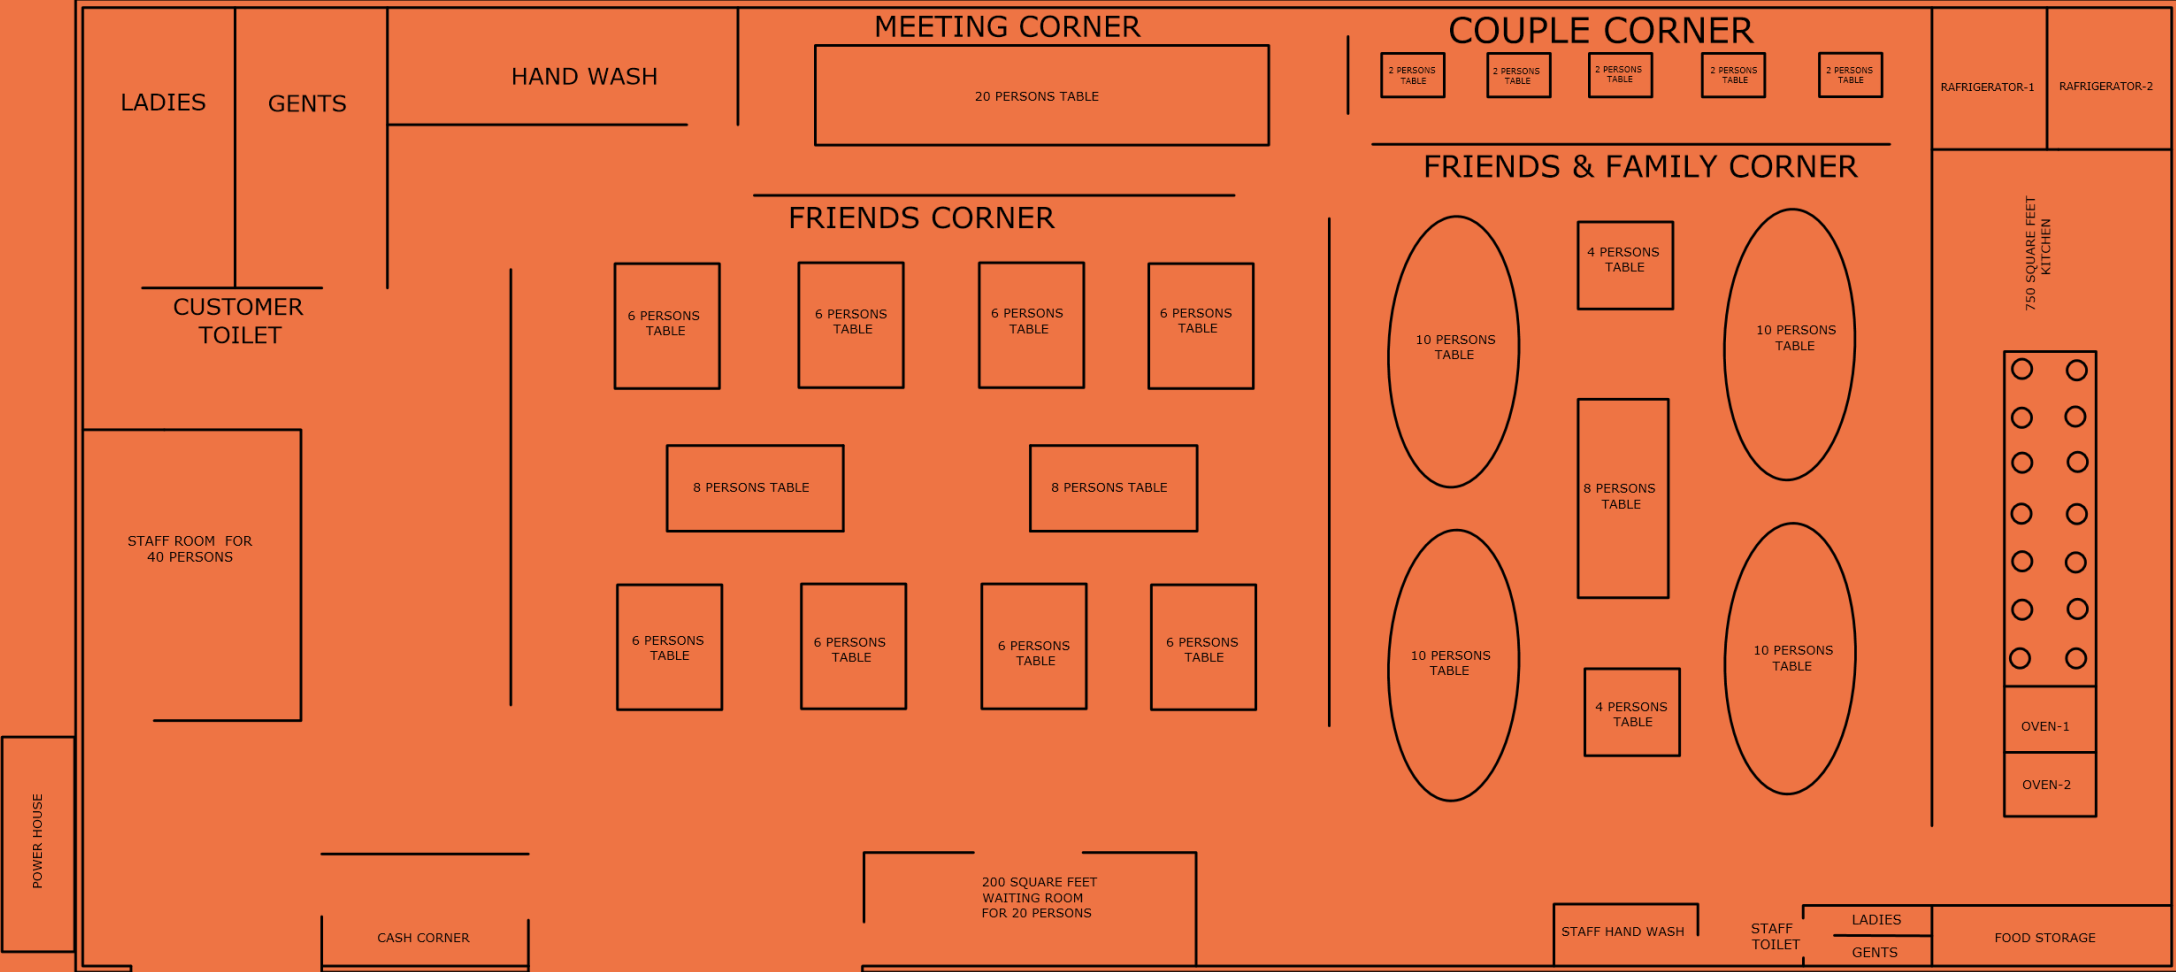 MEETING CORNER
20 PERSONS TABLE
COUPLE CORNER
2 PERSONS
TABLE
2 PERSONS
TABLE
2 PERSONS
TABLE
2 PERSONS
TABLE
2 PERSONS
TABLE
RAFRIGERATOR-1
RAFRIGERATOR-2
LADIES
GENTS
HAND WASH
CUSTOMER
TOILET
FRIENDS CORNER
6 PERSONS
TABLE
6 PERSONS
TABLE
6 PERSONS
TABLE
6 PERSONS
TABLE
8 PERSONS TABLE
8 PERSONS TABLE
6 PERSONS
TABLE
6 PERSONS
TABLE
6 PERSONS
TABLE
6 PERSONS
TABLE
FRIENDS & FAMILY CORNER
10 PERSONS
TABLE
4 PERSONS
TABLE
10 PERSONS
TABLE
8 PERSONS
TABLE
10 PERSONS
TABLE
4 PERSONS
TABLE
10 PERSONS
TABLE
750 SQUARE FEET
KITCHEN
OVEN-1
OVEN-2
STAFF ROOM FOR
40 PERSONS
POWER HOUSE
CASH CORNER
200 SQUARE FEET
WAITING ROOM
FOR 20 PERSONS
STAFF HAND WASH
STAFF
TOILET
LADIES
GENTS
FOOD STORAGE